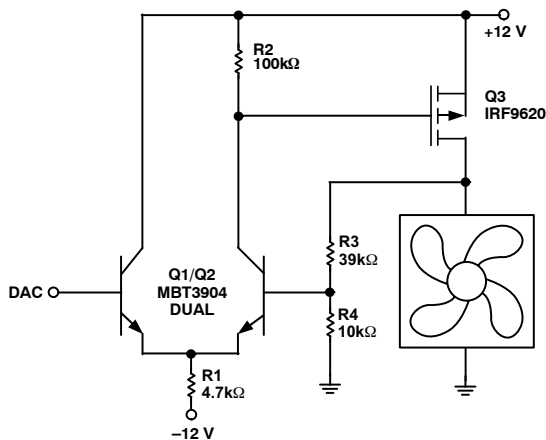 +12 V
R2
100kΩ
Q3
IRF9620
R3
39kΩ
Q1/Q2
MBT3904
DUAL
DAC
R4
10kΩ
R1
4.7kΩ
–12 V